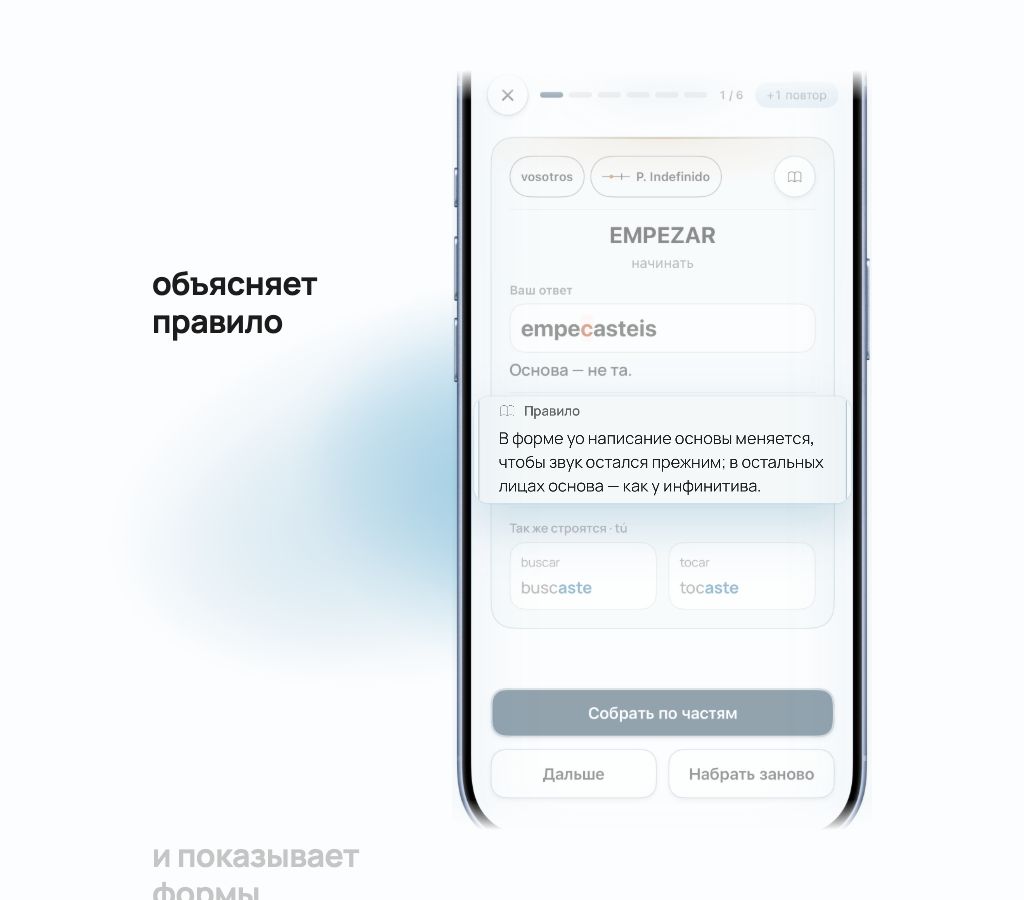 1 / 6
+1 повтор
vosotros
P. Indefinido
EMPEZAR
начинать
Ваш ответ
empecasteis
Основа — не та.
объясняет
правило
Правило
В форме yo написание основы меняется,
чтобы звук остался прежним; в остальных
лицах основа — как у инфинитива.
Так же строятся · tú
buscar
buscaste
tocar
tocaste
Собрать по частям
Дальше
Набрать заново
и показывает
формы